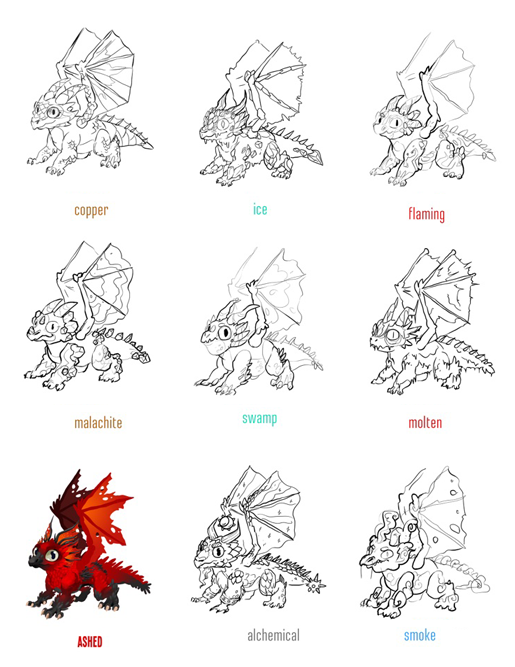 copper
ice
flaming
malachite
swamp
molten
ASHED
alchemical
smoke